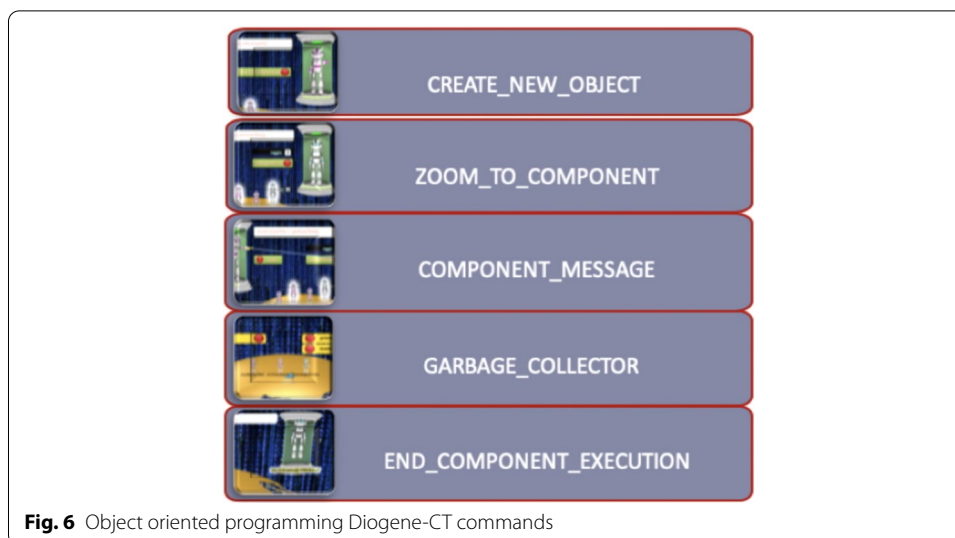 CREATE_NEW_OBJECT
ZOOM_TO_COMPONENT
COMPONENT_MESSAGE
GARBAGE_COLLECTOR
END_COMPONENT_EXECUTION
Fig. 6 Object oriented programming Diogene-CT commands